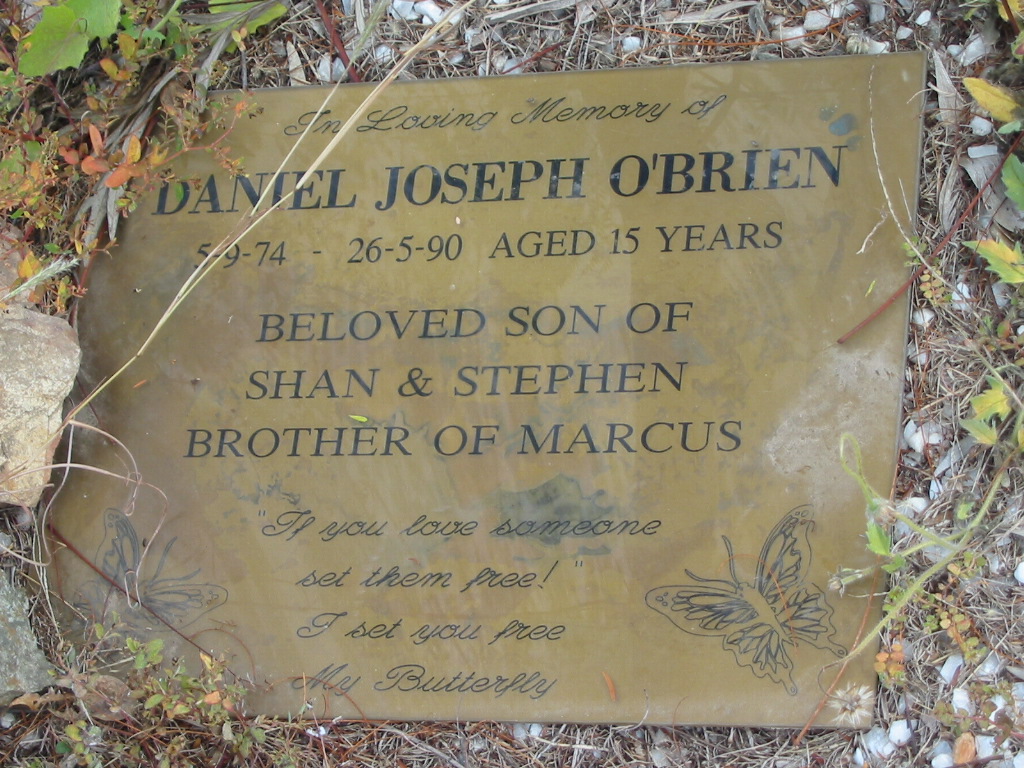 In Loving Memory of
DANIEL JOSEPH O'BRIEN
5-9-74 - 26-5-90 AGED 15 YEARS
BELOVED SON OF
SHAN & STEPHEN
BROTHER OF MARCUS
"If you love someone
set them free!"
I set you free
My Butterfly